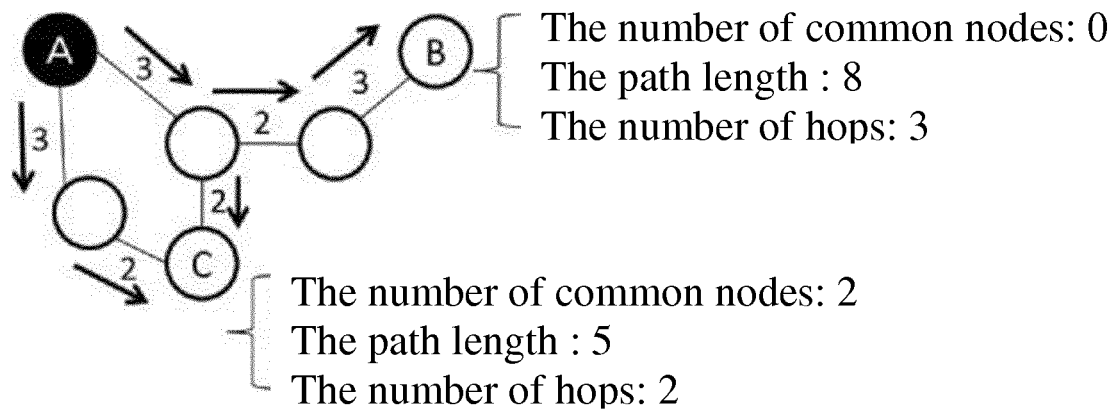 A
3
3
2
3
B
The number of common nodes: 0
The path length : 8
The number of hops: 3
3
2
2
C
The number of common nodes: 2
The path length : 5
The number of hops: 2